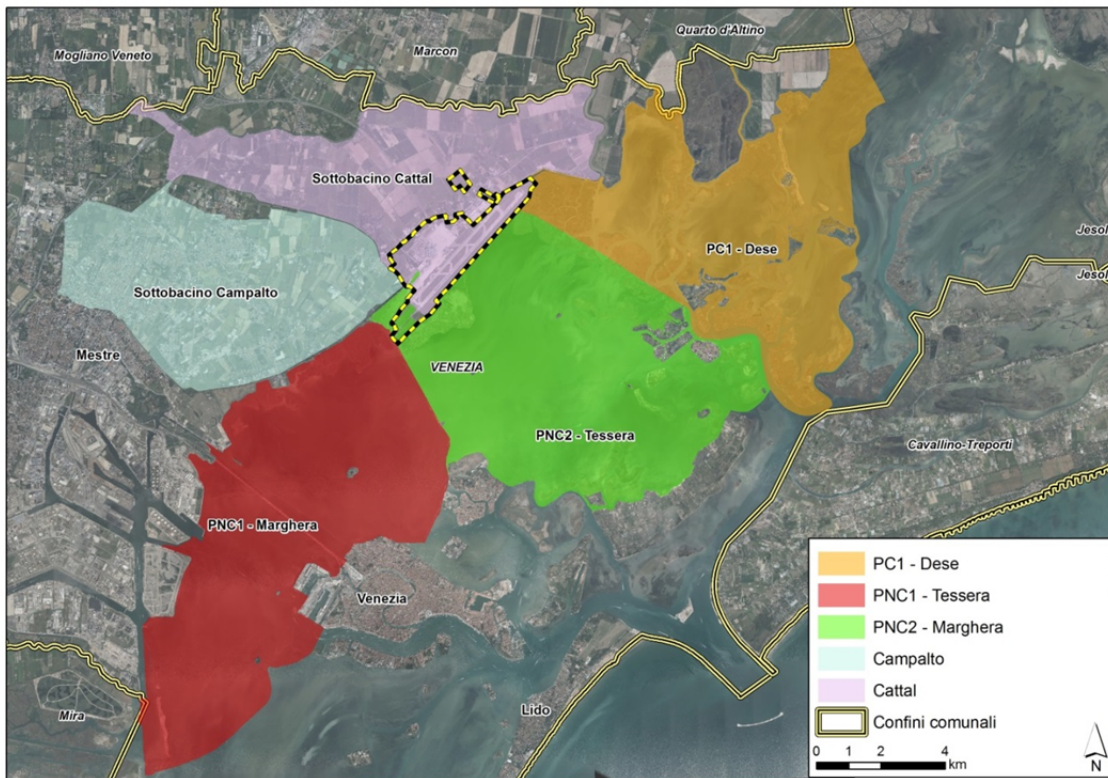 Quarto d'Altino
Mogliano Veneto
Marcon
Sottobacino Cattal
PC1 - Dese
Jesol
Jesol
Sottobacino Campalto
Mestre
VENEZIA
PNC2 - Tessera
Cavallino-Treporti
PNC1 - Marghera
Venezia
Mira
Lido
PC1 - Dese
PNC1 - Tessera
PNC2 - Marghera
Campalto
Cattal
Confini comunali
0 1 2 4
km
N